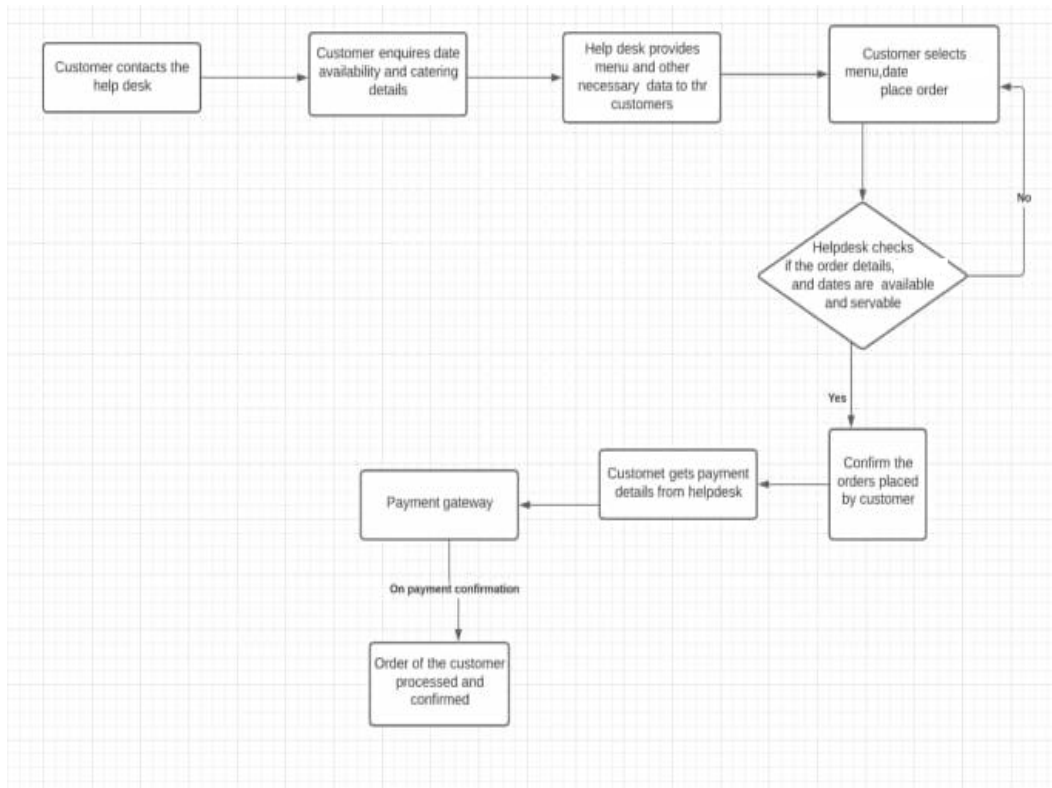 Customer contacts the
help desk
Customer enquires date
availability and catering
details
Help desk provides
menu and other
necessary data to thr
customers
Customer selects
menu,date
place order
No
Helpdesk checks
if the order details,
and dates are available
and servable
Yes
Confirm the
orders placed
by customer
Customet gets payment
details from helpdesk
Payment gateway
On payment confirmation
Order of the customer
processed and
confirmed